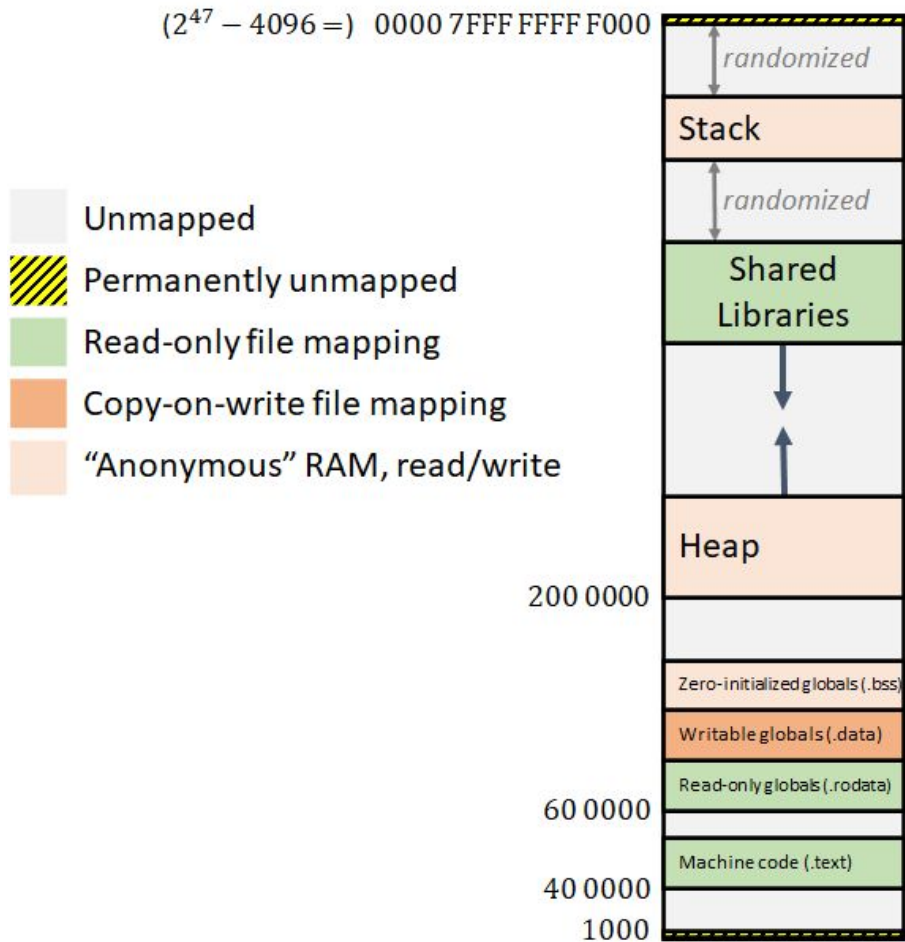 (2^47 − 4096 =) 0000 7FFF FFFF F000
randomized
Stack
randomized
Unmapped
Permanently unmapped
Read-only file mapping
Copy-on-write file mapping
“Anonymous” RAM, read/write
Shared
Libraries
Heap
200 0000
Zero-initialized globals (.bss)
Writable globals (.data)
Read-only globals (.rodata)
60 0000
Machine code (.text)
40 0000
1000